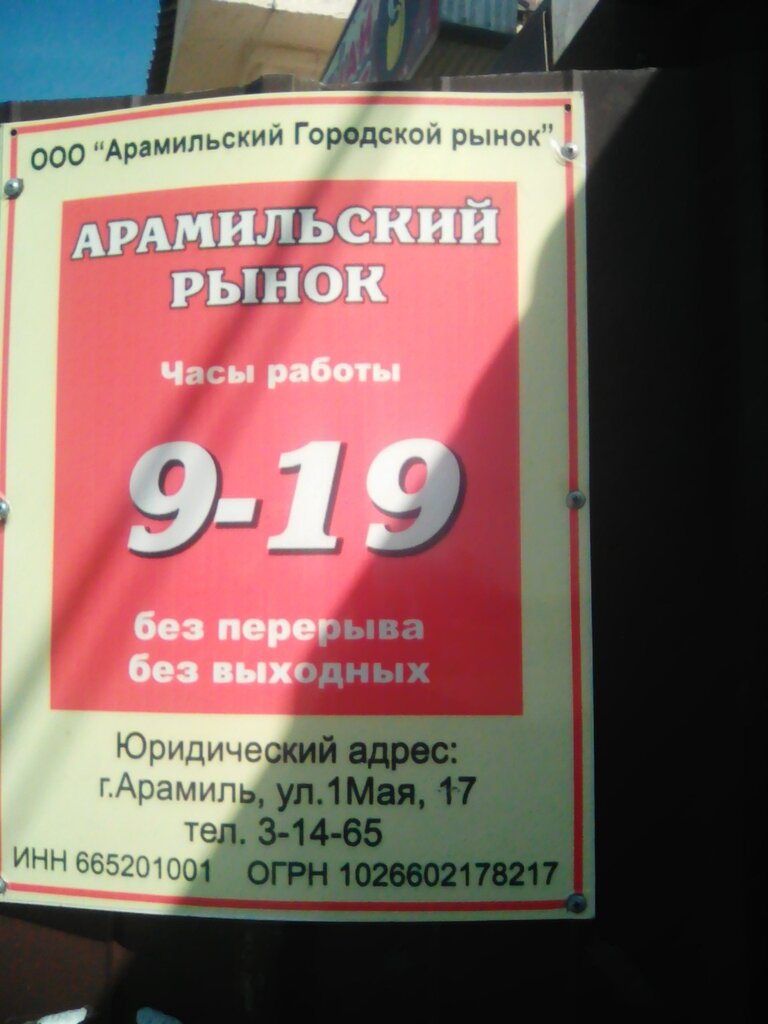 ООО “Арамильский Городской рынок”
АРАМИЛЬСКИЙ
РЫНОК
Часы работы
9-19
без перерыва
без выходных
Юридический адрес:
г.Арамиль, ул.1Мая, 17
тел. 3-14-65
ИНН 665201001 ОГРН 1026602178217